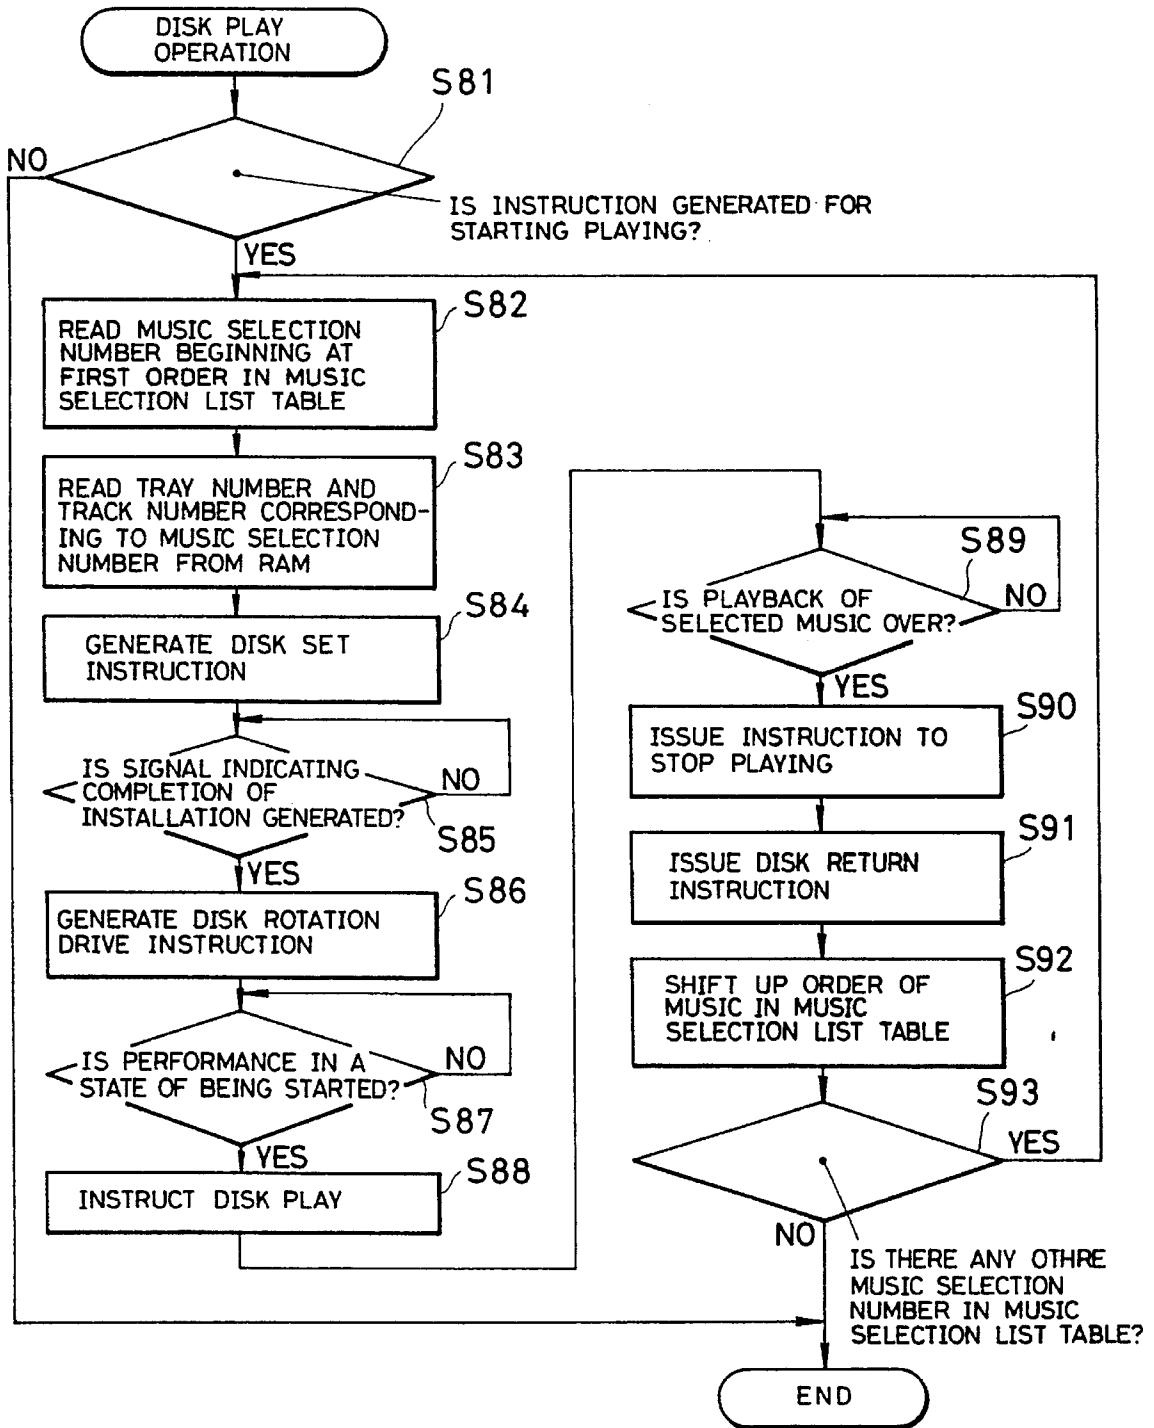 DISK PLAY
OPERATION
S81
NO
IS INSTRUCTION GENERATED FOR
STARTING PLAYING?
YES
S82
READ MUSIC SELECTION
NUMBER BEGINNING AT
FIRST ORDER IN MUSIC
SELECTION LIST TABLE
S83
READ TRAY NUMBER AND
TRACK NUMBER CORRESPOND-
ING TO MUSIC SELECTION
NUMBER FROM RAM
S84
GENERATE DISK SET
INSTRUCTION
IS SIGNAL INDICATING
COMPLETION OF
INSTALLATION GENERATED?
NO
S85
YES
S86
GENERATE DISK ROTATION
DRIVE INSTRUCTION
IS PERFORMANCE IN A
STATE OF BEING STARTED?
NO
S87
YES
S88
INSTRUCT DISK PLAY
S89
IS PLAYBACK OF
SELECTED MUSIC OVER?
NO
YES
S90
ISSUE INSTRUCTION TO
STOP PLAYING
S91
ISSUE DISK RETURN
INSTRUCTION
S92
SHIFT UP ORDER OF
MUSIC IN MUSIC
SELECTION LIST TABLE
S93
YES
NO
IS THERE ANY OTHRE
MUSIC SELECTION
NUMBER IN MUSIC
SELECTION LIST TABLE?
END